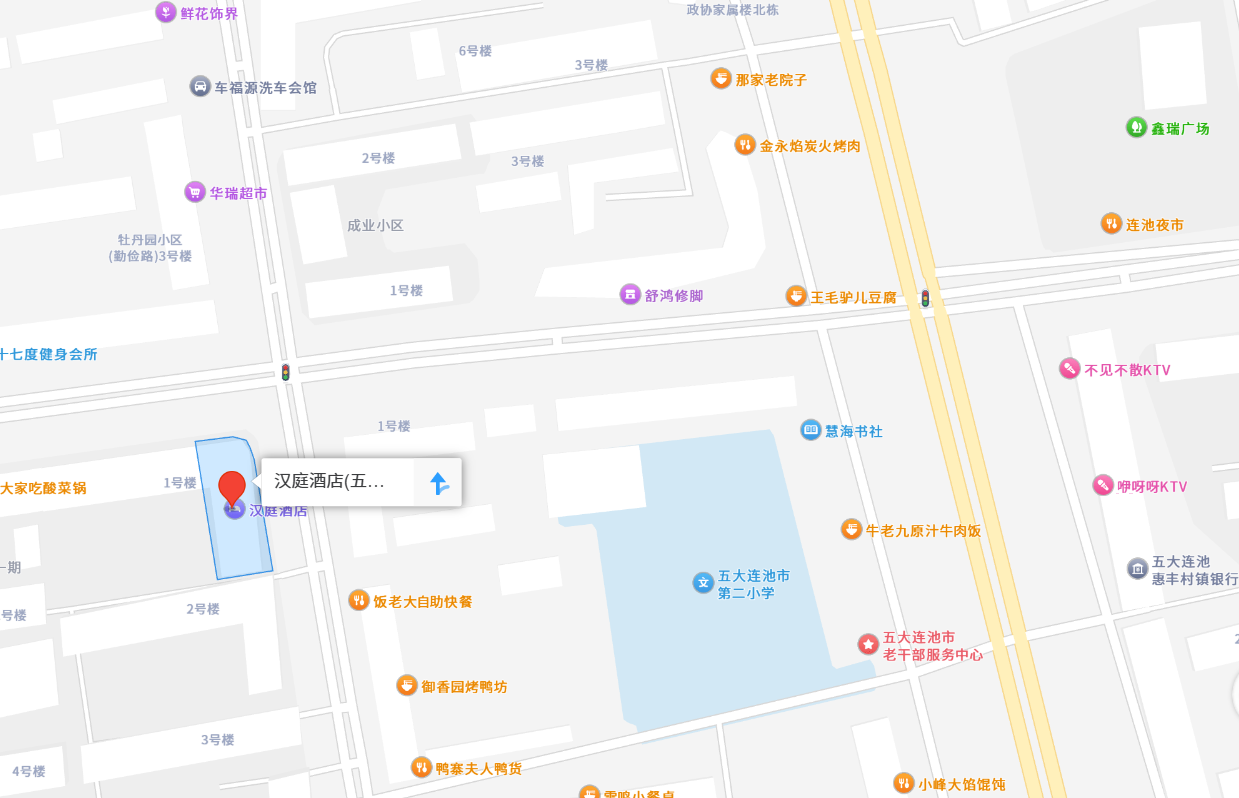 鲜花饰界
政协家属楼北栋
6号楼
3号楼
那家老院子
车福源洗车会馆
鑫瑞广场
金永焰炭火烤肉
2号楼
3号楼
华瑞超市
成业小区
连池夜市
牡丹园小区
(勤俭路)3号楼
1号楼
舒鸿修脚
王毛驴儿豆腐
十七度健身会所
不见不散KTV
1号楼
慧海书社
1号楼
汉庭酒店(五...
大家吃酸菜锅
咿呀呀KTV
汉庭酒店
牛老九原汁牛肉饭
一期
五大连池
惠丰村镇银行
五大连池市
第二小学
饭老大自助快餐
2号楼
号楼
五大连池市
老干部服务中心
2
御香园烤鸭坊
3号楼
4号楼
鸭寨夫人鸭货
小峰大馅馄饨